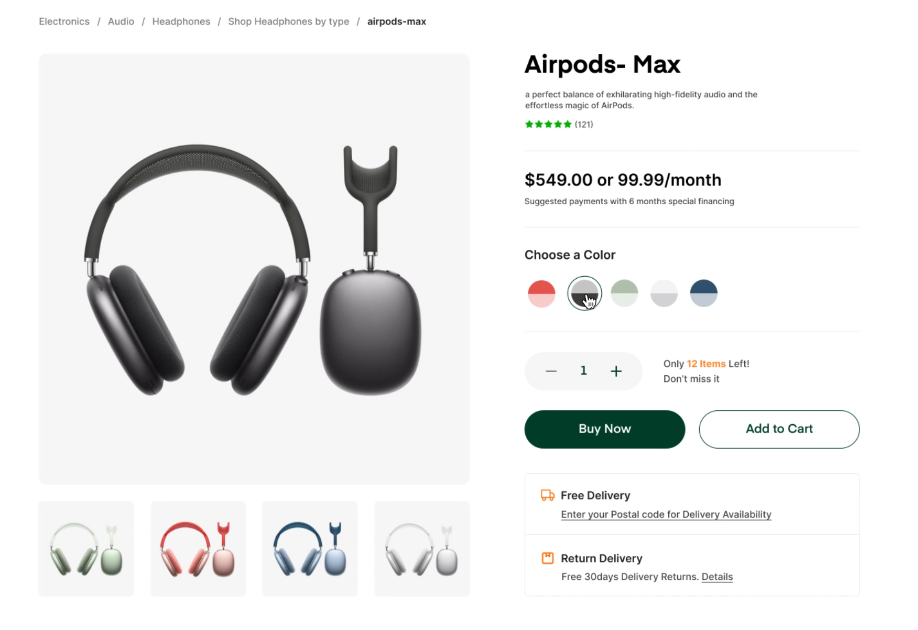 Electronics / Audio / Headphones / Shop Headphones by type / airpods-max
Airpods- Max
a perfect balance of exhilarating high-fidelity audio and the
effortless magic of AirPods.
(121)
$549.00 or 99.99/month
Suggested payments with 6 months special financing
Choose a Color
1
Only 12 Items Left!
Don't miss it
Buy Now
Add to Cart
Free Delivery
Enter your Postal code for Delivery Availability
Return Delivery
Free 30days Delivery Returns. Details